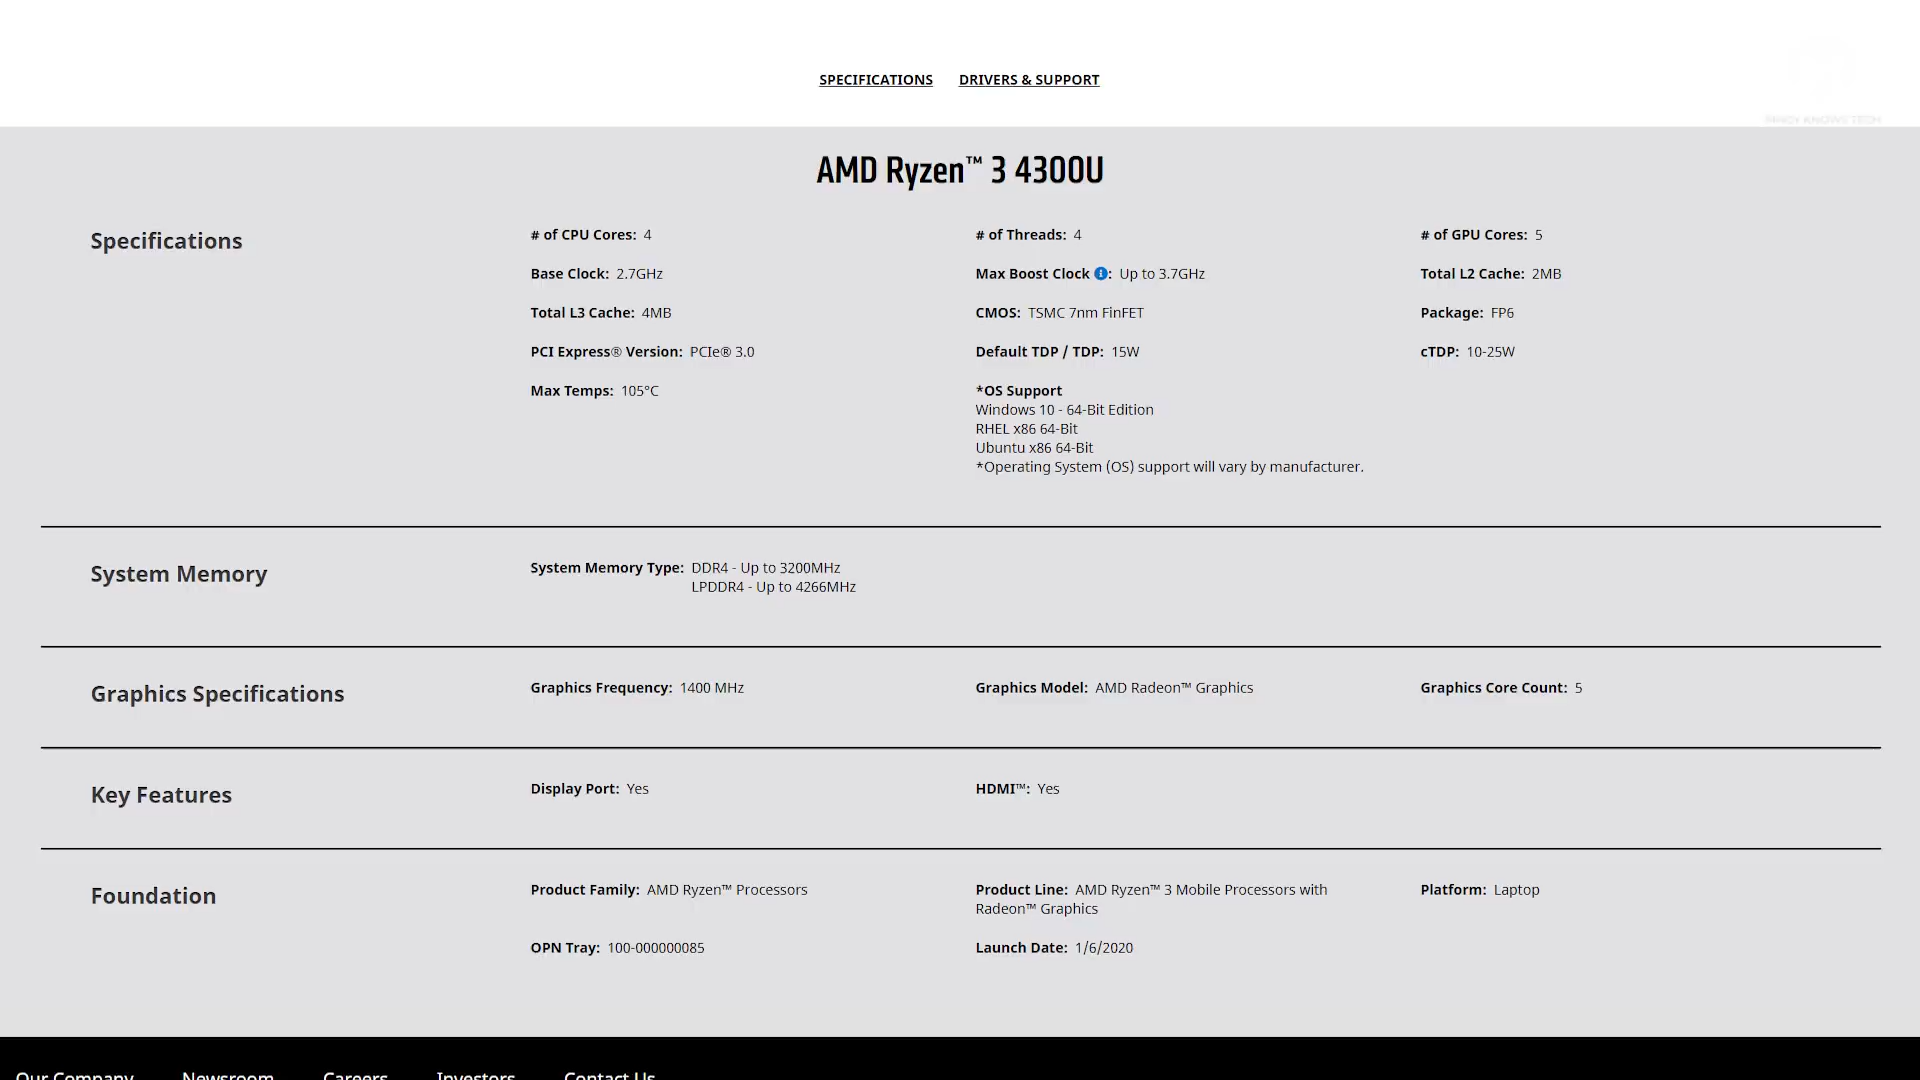 SPECIFICATIONS DRIVERS & SUPPORT
PINOY KNOWS TECH
AMD Ryzen™ 3 4300U
Specifications
# of CPU Cores: 4
# of Threads: 4
# of GPU Cores: 5
Base Clock: 2.7GHz
Max Boost Clock i: Up to 3.7GHz
Total L2 Cache: 2MB
Total L3 Cache: 4MB
CMOS: TSMC 7nm FinFET
Package: FP6
PCI Express® Version: PCIe® 3.0
Default TDP / TDP: 15W
cTDP: 10-25W
Max Temps: 105°C
*OS Support
Windows 10 - 64-Bit Edition
RHEL x86 64-Bit
Ubuntu x86 64-Bit
*Operating System (OS) support will vary by manufacturer.
System Memory
System Memory Type: DDR4 - Up to 3200MHz
LPDDR4 - Up to 4266MHz
Graphics Specifications
Graphics Frequency: 1400 MHz
Graphics Model: AMD Radeon™ Graphics
Graphics Core Count: 5
Key Features
Display Port: Yes
HDMI™: Yes
Foundation
Product Family: AMD Ryzen™ Processors
Product Line: AMD Ryzen™ 3 Mobile Processors with
Radeon™ Graphics
Platform: Laptop
OPN Tray: 100-000000085
Launch Date: 1/6/2020
Our Company Newsroom Careers Investors Contact Us